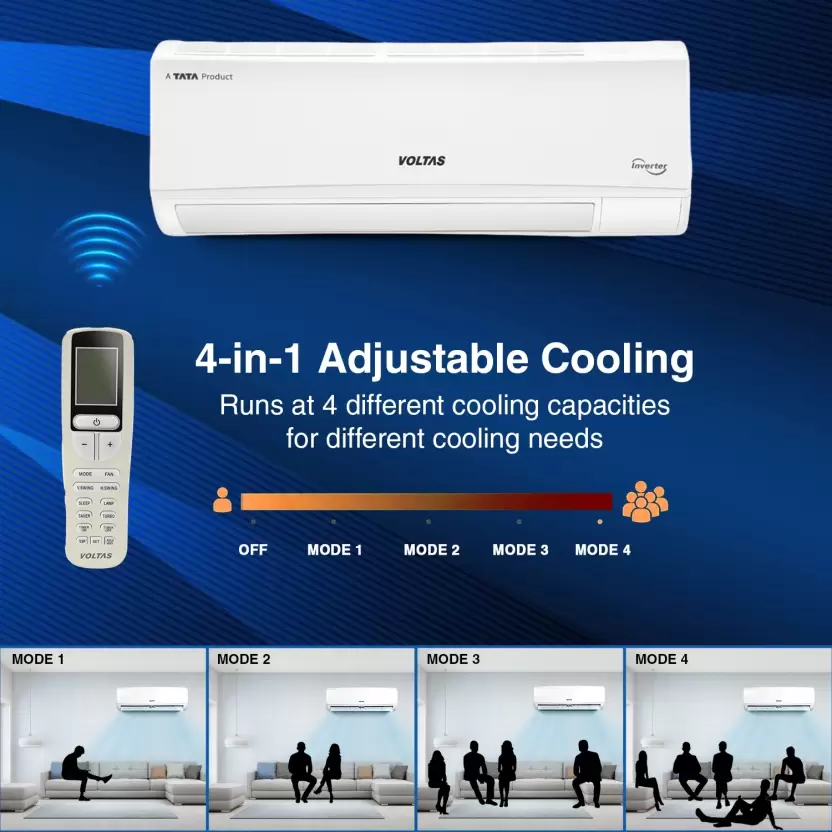 A TATA Product
VOLTAS
Inverter
4-in-1 Adjustable Cooling
Runs at 4 different cooling capacities
for different cooling needs
MODE FAN
V.SWING H.SWING
SLEEP LAMP
TURBO
VOLTAS
OFF MODE 1 MODE 2 MODE 3 MODE 4
MODE 1 MODE 2 MODE 3 MODE 4